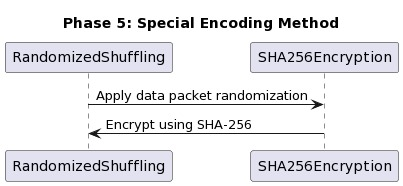 Phase 5: Special Encoding Method
RandomizedShuffling SHA256Encryption
Apply data packet randomization
Encrypt using SHA-256
RandomizedShuffling SHA256Encryption